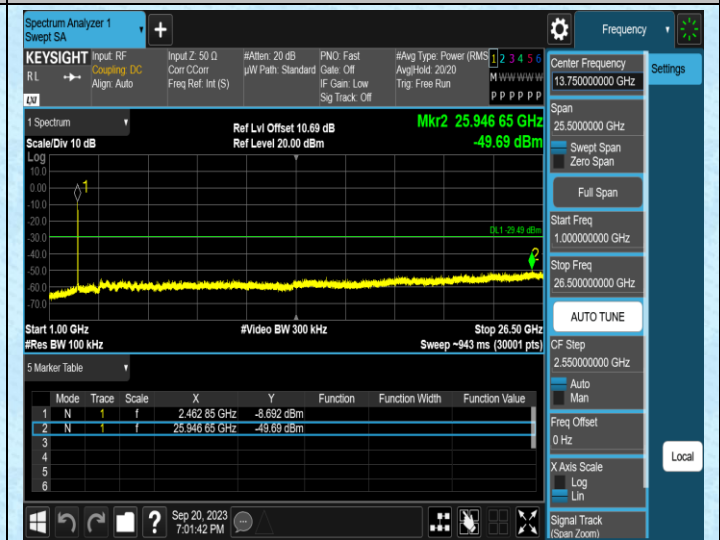 Spectrum Analyzer 1
Swept SA
+
Frequency
KEYSIGHT
RL
LXI
Input: RF
Coupling: DC
Align: Auto
Input Z: 50 Ω
Corr CCorr
Freq Ref: Int (S)
#Atten: 20 dB
µW Path: Standard
PNO: Fast
Gate: Off
IF Gain: Low
Sig Track: Off
#Avg Type: Power (RMS
Avg|Hold: 20/20
Trig: Free Run
1 2 3 4 5 6
M W W W W W
P P P P P P
1 Spectrum
Scale/Div 10 dB
Ref Lvl Offset 10.69 dB
Ref Level 20.00 dBm
Mkr2 25.946 65 GHz
-49.69 dBm
Log
10.0
0.00
-10.0
-20.0
-30.0
-40.0
-50.0
-60.0
-70.0
1
2
DL1 -29.49 dBm
Start 1.00 GHz
#Res BW 100 kHz
#Video BW 300 kHz
Stop 26.50 GHz
Sweep ~943 ms (30001 pts)
5 Marker Table
Mode Trace Scale X Y Function Function Width Function Value
1 N 1 f 2.462 85 GHz -8.692 dBm
2 N 1 f 25.946 65 GHz -49.69 dBm
3
4
5
6
Sep 20, 2023
7:01:42 PM
?
Center Frequency
13.750000000 GHz
Settings
Span
25.5000000 GHz
Swept Span
Zero Span
Full Span
Start Freq
1.000000000 GHz
Stop Freq
26.500000000 GHz
AUTO TUNE
CF Step
2.550000000 GHz
Auto
Man
Freq Offset
0 Hz
Local
X Axis Scale
Log
Lin
Signal Track
(Span Zoom)